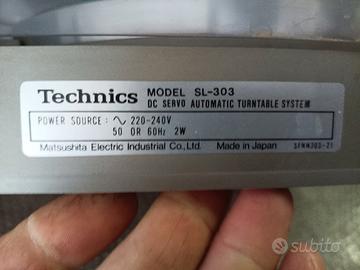 Technics MODEL SL-303
DC SERVO AUTOMATIC TURNTABLE SYSTEM
POWER SOURCE : ∿ 220-240V
50 OR 60Hz 2W
Matsushita Electric Industrial Co., Ltd. Made in Japan SFNN303-21
subito